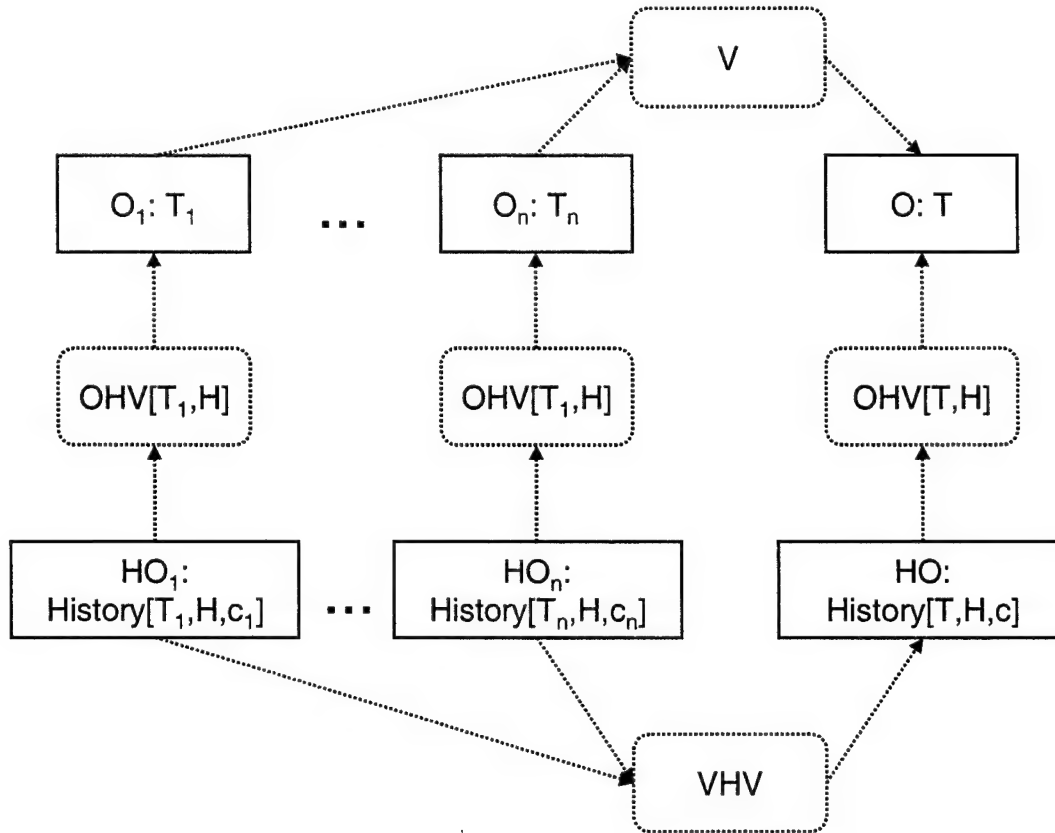 V
O₁: T₁
...
Oₙ: Tₙ
O: T
OHV[T₁,H]
OHV[T₁,H]
OHV[T,H]
HO₁:
History[T₁,H,c₁]
...
HOₙ:
History[Tₙ,H,cₙ]
HO:
History[T,H,c]
VHV